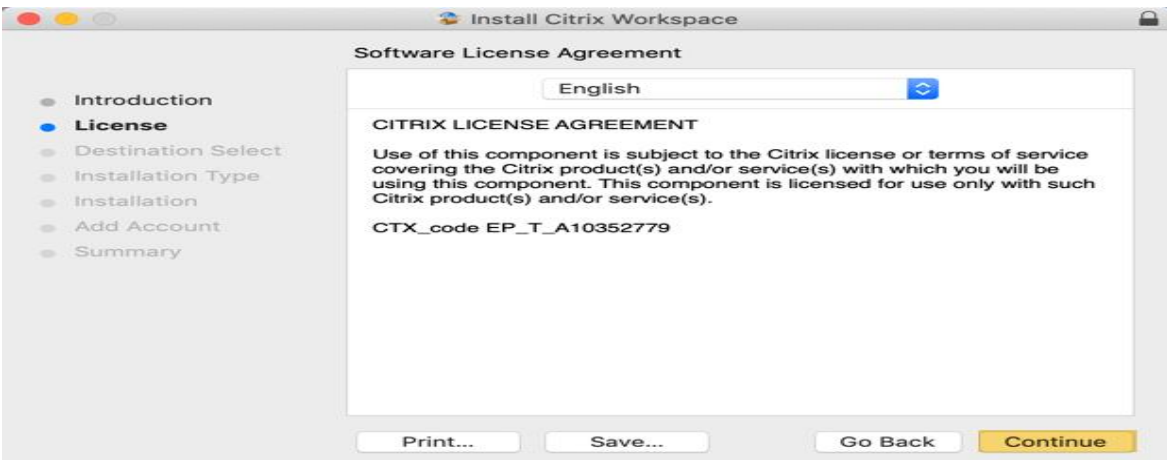 Install Citrix Workspace
Software License Agreement
Introduction
License
Destination Select
Installation Type
Installation
Add Account
Summary
English
CITRIX LICENSE AGREEMENT
Use of this component is subject to the Citrix license or terms of service
covering the Citrix product(s) and/or service(s) with which you will be
using this component. This component is licensed for use only with such
Citrix product(s) and/or service(s).
CTX_code EP_T_A10352779
Print...
Save...
Go Back
Continue